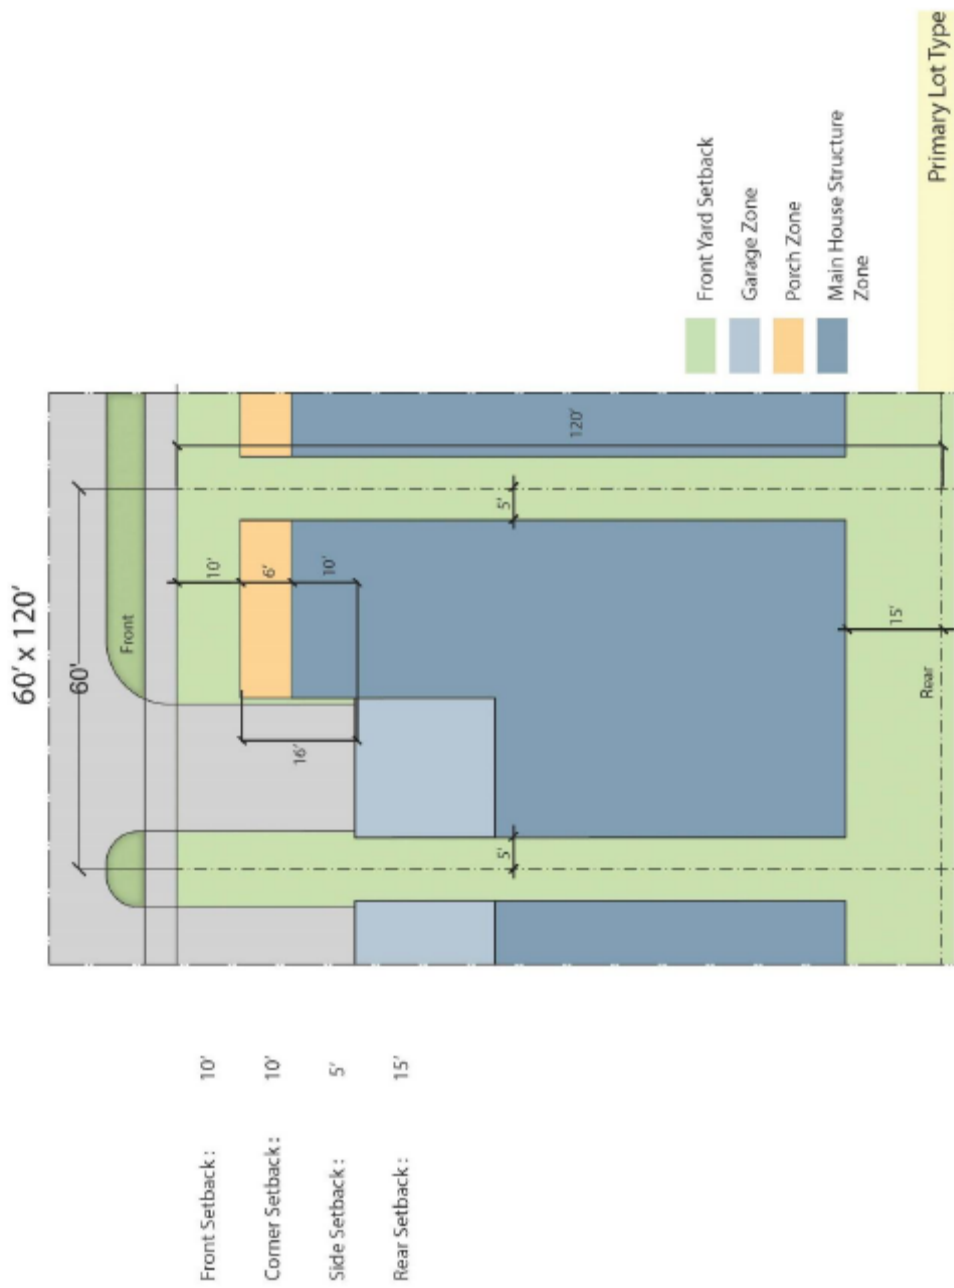 60' x 120'
60'
Front
10'
6'
10'
16'
5'
5'
120'
15'
Rear
Front Setback : 10'
Corner Setback : 10'
Side Setback : 5'
Rear Setback : 15'
Front Yard Setback
Garage Zone
Porch Zone
Main House Structure
Zone
Primary Lot Type